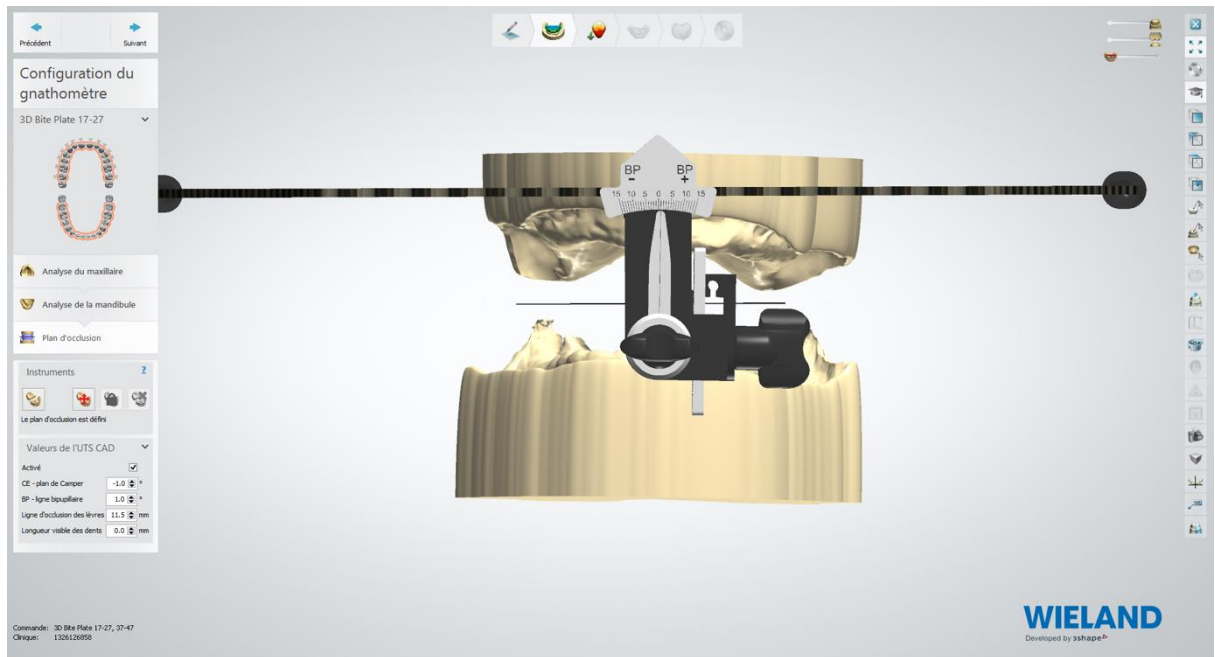 Précédent
Suivant
Configuration du
gnathomètre
3D Bite Plate 17-27
Analyse du maxillaire
Analyse de la mandibule
Plan d'occlusion
Instruments
?
Le plan d'occlusion est défini
Valeurs de l'UTS CAD
Activé
CE - plan de Camper -1.0 °
BP - ligne bipupillaire 1.0 °
Ligne d'occlusion des lèvres 11.5 mm
Longueur visible des dents 0.0 mm
Commande: 3D Bite Plate 17-27, 37-47
Clinique: 1326126858
BP BP
- +
15 10 5 0 5 10 15
WIELAND
Developed by 3shape